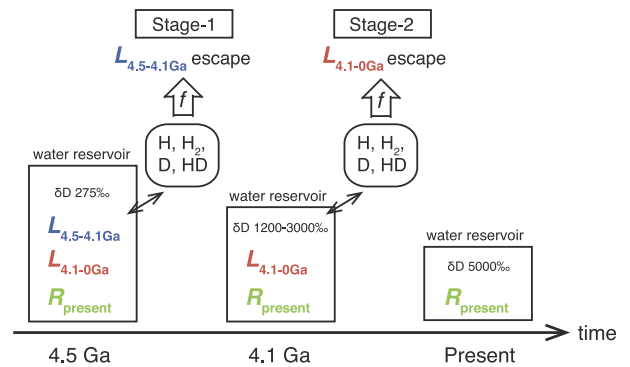 Stage-1
Stage-2
L4.5-4.1Ga escape
L4.1-0Ga escape
f
f
H, H2,
D, HD
H, H2,
D, HD
water reservoir
δD 275‰
L4.5-4.1Ga
L4.1-0Ga
Rpresent
water reservoir
δD 1200-3000‰
L4.1-0Ga
Rpresent
water reservoir
δD 5000‰
Rpresent
time
4.5 Ga
4.1 Ga
Present